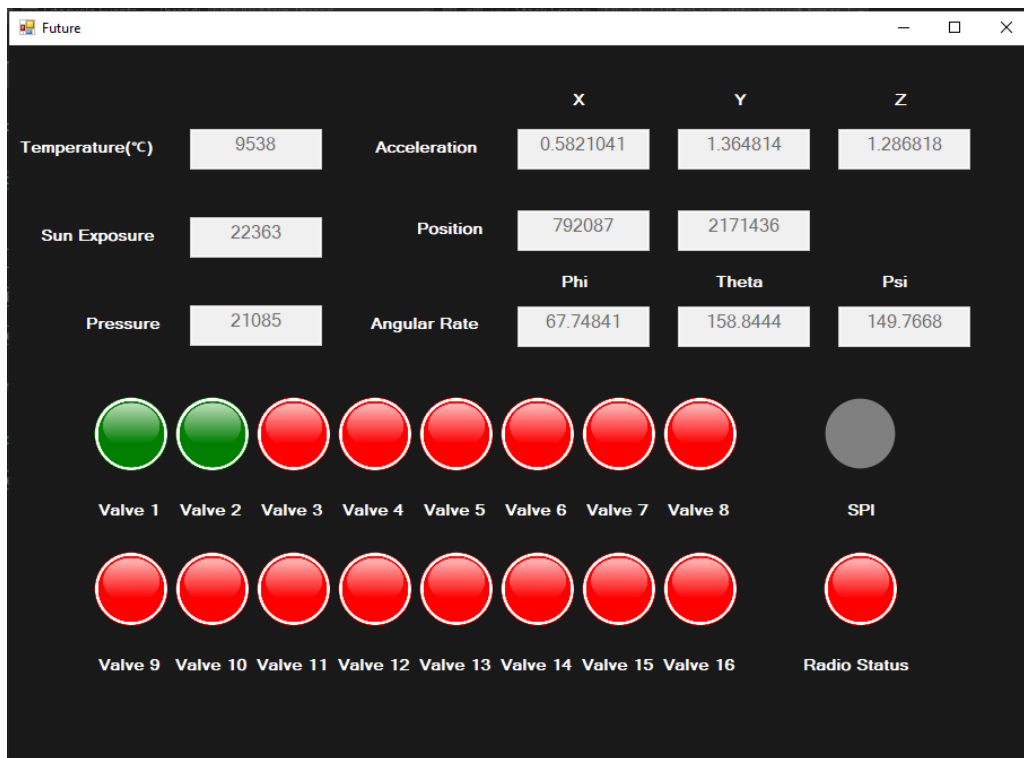 Future
X Y Z
Temperature(°C) 9538 Acceleration 0.5821041 1.364814 1.286818
Sun Exposure 22363 Position 792087 2171436
Phi Theta Psi
Pressure 21085 Angular Rate 67.74841 158.8444 149.7668
Valve 1 Valve 2 Valve 3 Valve 4 Valve 5 Valve 6 Valve 7 Valve 8 SPI
Valve 9 Valve 10 Valve 11 Valve 12 Valve 13 Valve 14 Valve 15 Valve 16 Radio Status